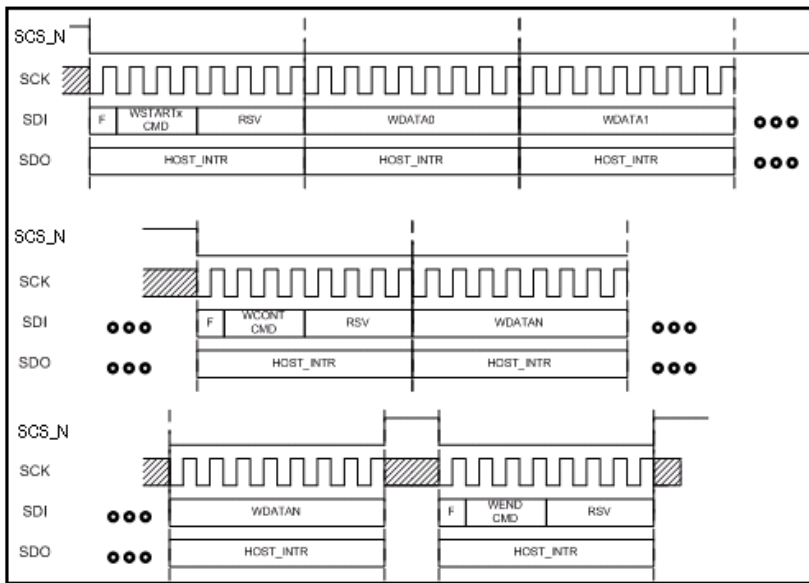 SCS_N
SCK
SDI F WSTARTx CMD RSV WDATA0 WDATA1
SDO HOST_INTR HOST_INTR HOST_INTR
SCS_N
SCK
SDI F WCONT CMD RSV WDATAN
SDO HOST_INTR HOST_INTR
SCS_N
SCK
SDI WDATAN F WEND CMD RSV
SDO HOST_INTR HOST_INTR